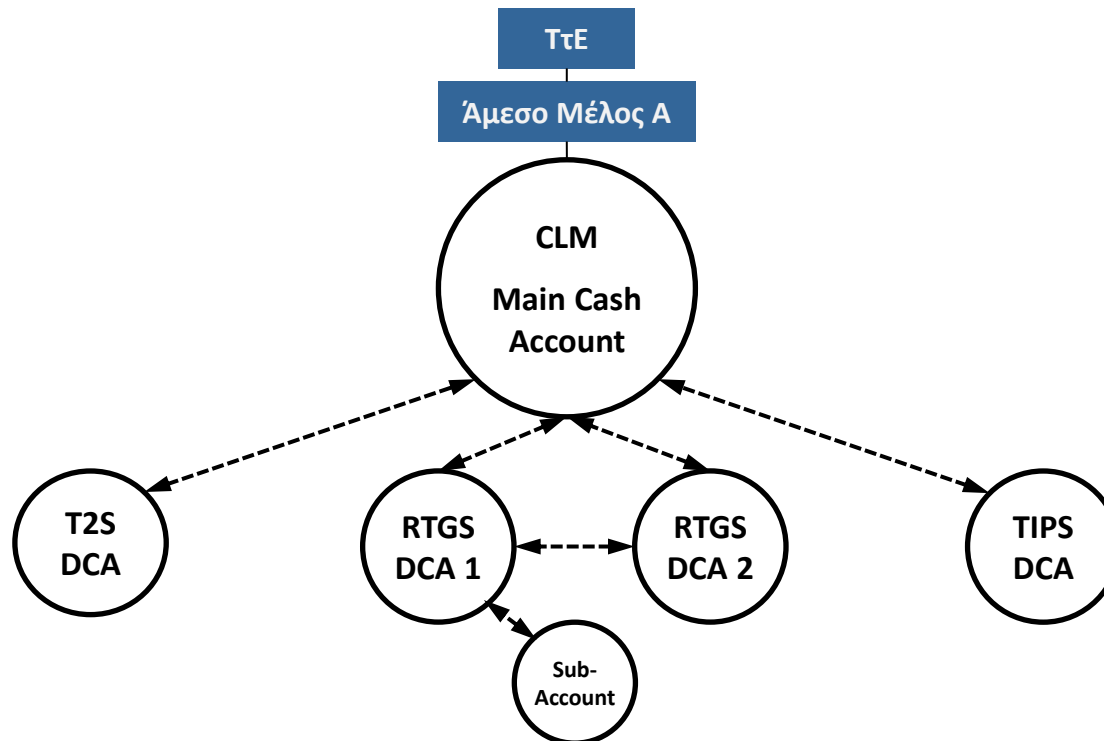 ΤτΕ
Άμεσο Μέλος Α
CLM
Main Cash
Account
T2S
DCA
RTGS
DCA 1
RTGS
DCA 2
TIPS
DCA
Sub-
Account